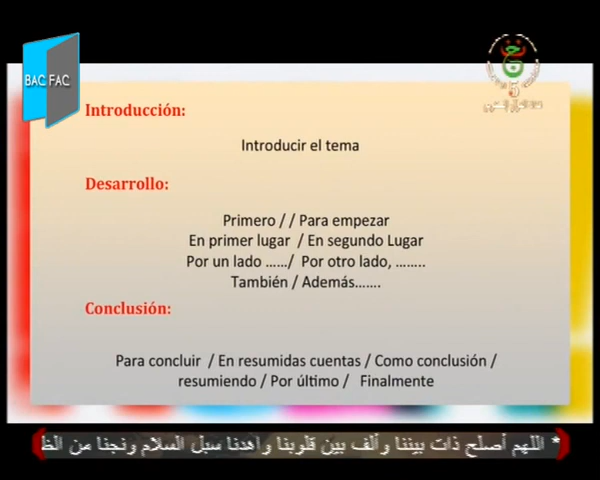 BAC FAC
5
Introducción:
Introducir el tema
Desarrollo:
Primero / / Para empezar
En primer lugar / En segundo Lugar
Por un lado ....../ Por otro lado, ........
También / Además.......
Conclusión:
Para concluir / En resumidas cuentas / Como conclusión /
resumiendo / Por último / Finalmente
* اللهم أصلح ذات بيننا وألف بين قلوبنا واهدنا سبل السلام ونجنا من الظ